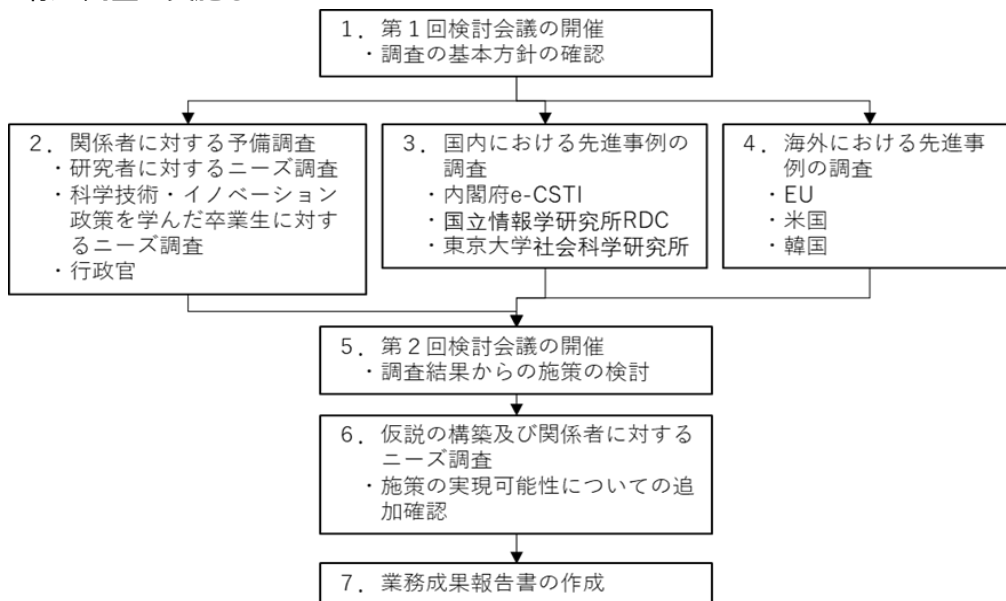 1．第1回検討会議の開催
・調査の基本方針の確認
2．関係者に対する予備調査
・研究者に対するニーズ調査
・科学技術・イノベーション
政策を学んだ卒業生に対す
るニーズ調査
・行政官
3．国内における先進事例の
調査
・内閣府e-CSTI
・国立情報学研究所RDC
・東京大学社会科学研究所
4．海外における先進事
例の調査
・EU
・米国
・韓国
5．第２回検討会議の開催
・調査結果からの施策の検討
6．仮説の構築及び関係者に対する
ニーズ調査
・施策の実現可能性についての追
加確認
7．業務成果報告書の作成